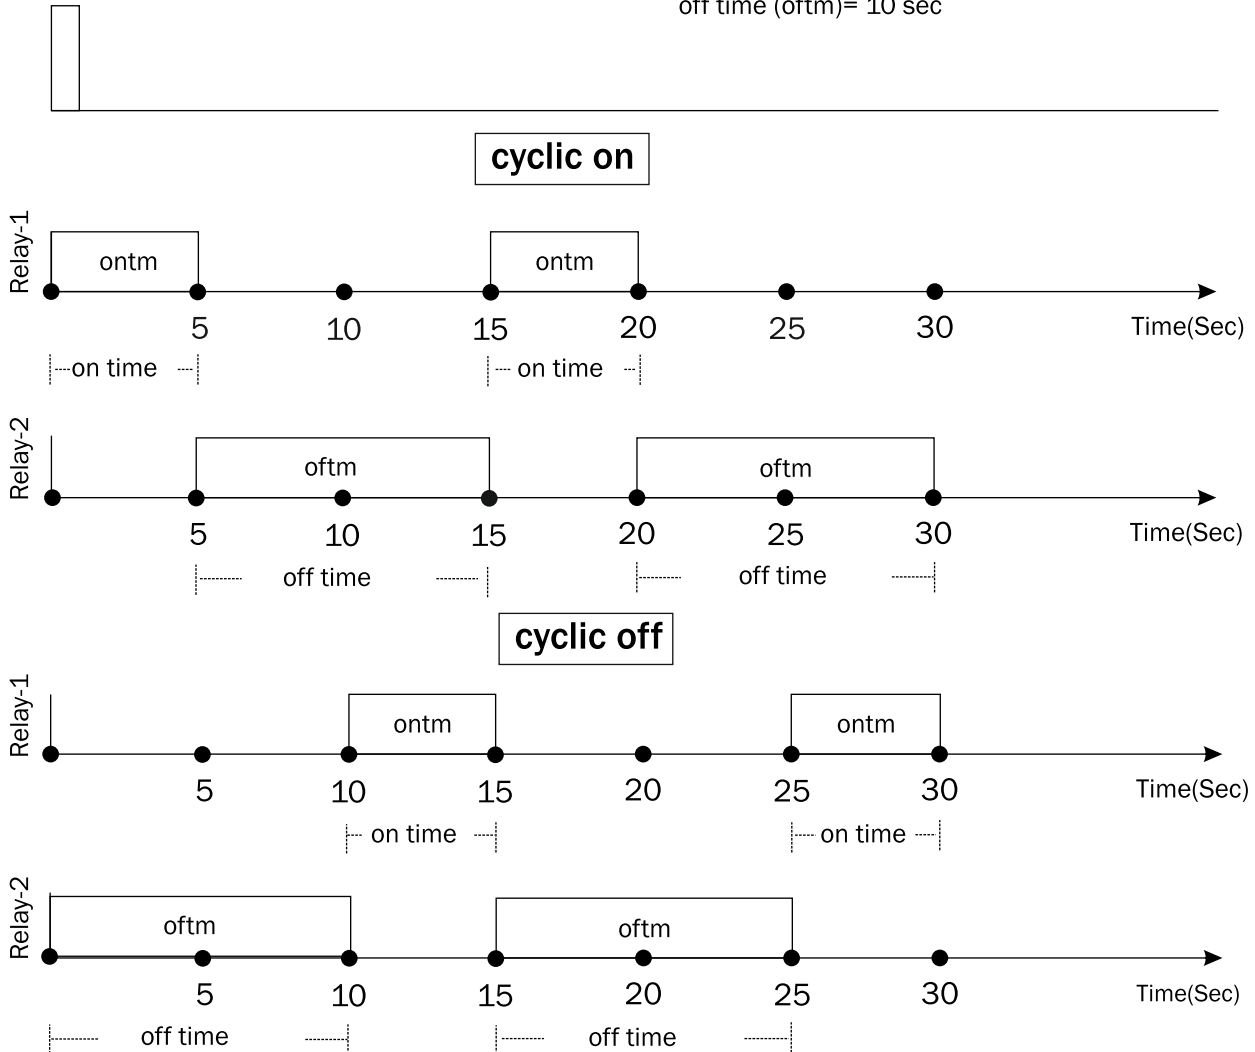 off time (oftm)= 10 sec
cyclic on
Relay-1
ontm ontm
5 10 15 20 25 30 Time(Sec)
on time on time
Relay-2
oftm oftm
5 10 15 20 25 30 Time(Sec)
off time off time
cyclic off
Relay-1
ontm ontm
5 10 15 20 25 30 Time(Sec)
on time on time
Relay-2
oftm oftm
5 10 15 20 25 30 Time(Sec)
off time off time